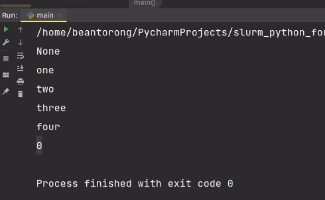 main()
Run:
main
/home/beantorong/PycharmProjects/slurm_python_for
None
one
two
three
four
0
Process finished with exit code 0